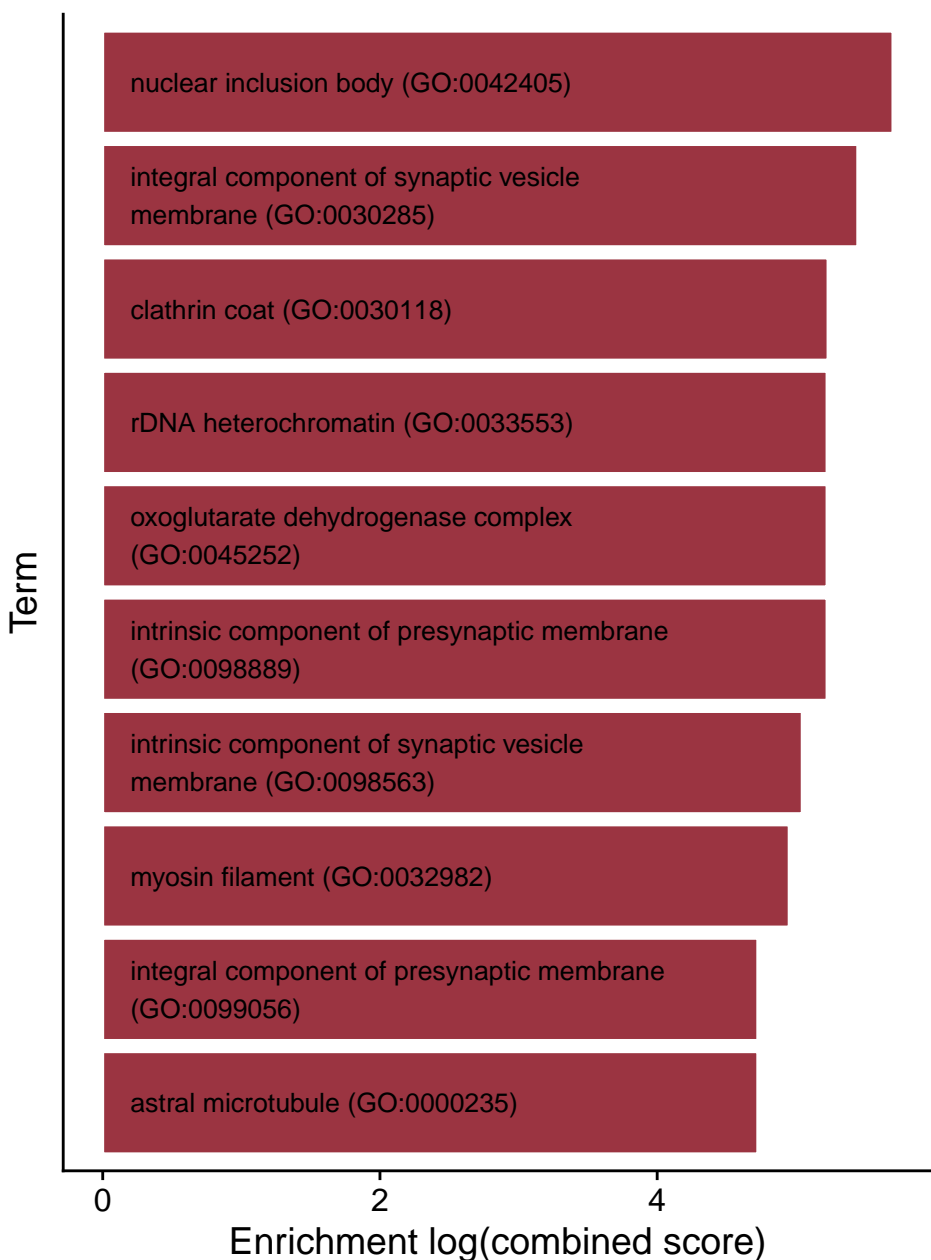 nuclear inclusion body (GO:0042405)
integral component of synaptic vesicle
membrane (GO:0030285)
clathrin coat (GO:0030118)
rDNA heterochromatin (GO:0033553)
oxoglutarate dehydrogenase complex
(GO:0045252)
intrinsic component of presynaptic membrane
(GO:0098889)
intrinsic component of synaptic vesicle
membrane (GO:0098563)
myosin filament (GO:0032982)
integral component of presynaptic membrane
(GO:0099056)
astral microtubule (GO:0000235)
Term
0 2 4
Enrichment log(combined score)